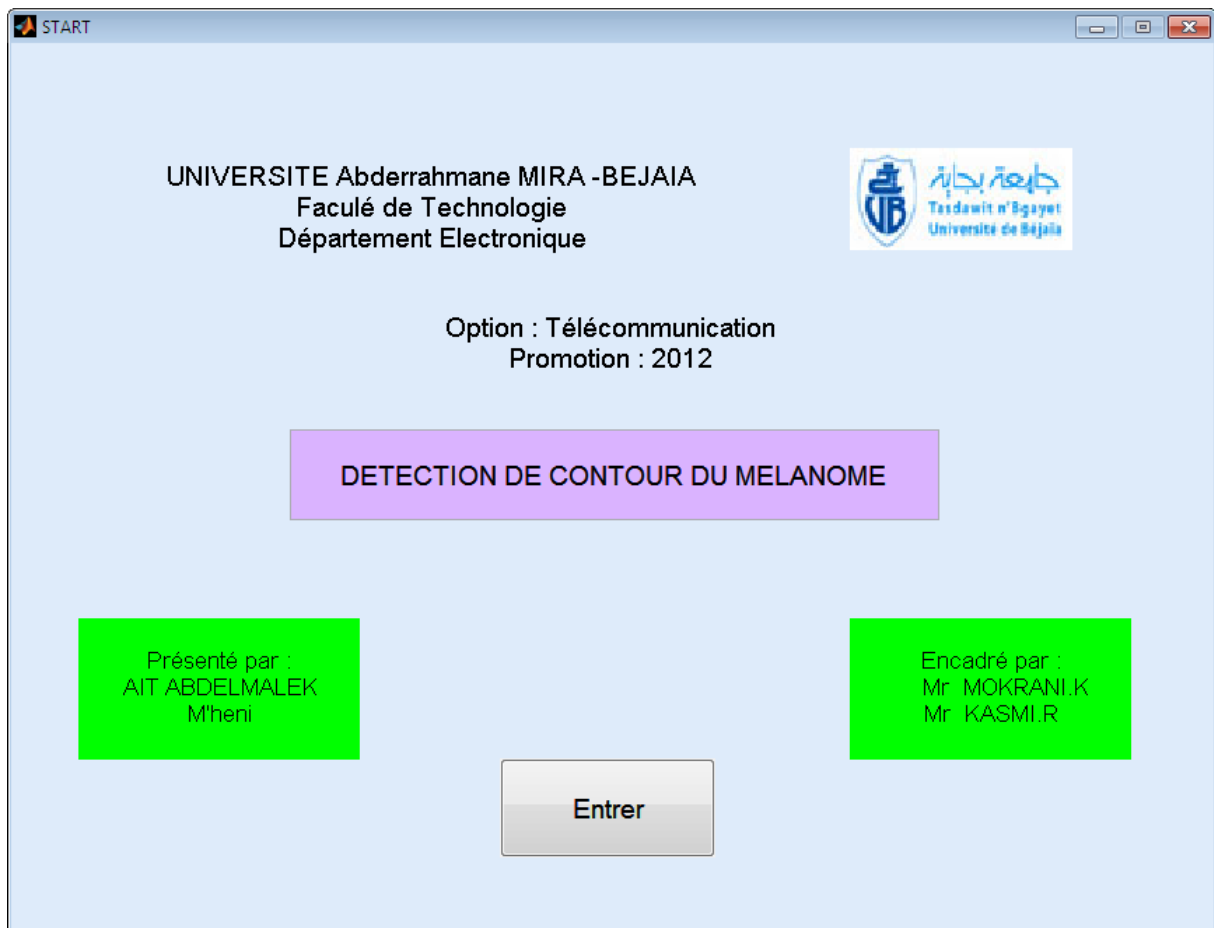 START
UNIVERSITE Abderrahmane MIRA -BEJAIA
Faculé de Technologie
Département Electronique
جامعة بجاية
Tasdawit n'Bgayet
Université de Béjaïa
Option : Télécommunication
Promotion : 2012
DETECTION DE CONTOUR DU MELANOME
Présenté par :
AIT ABDELMALEK
M'heni
Encadré par :
Mr MOKRANI.K
Mr KASMI.R
Entrer